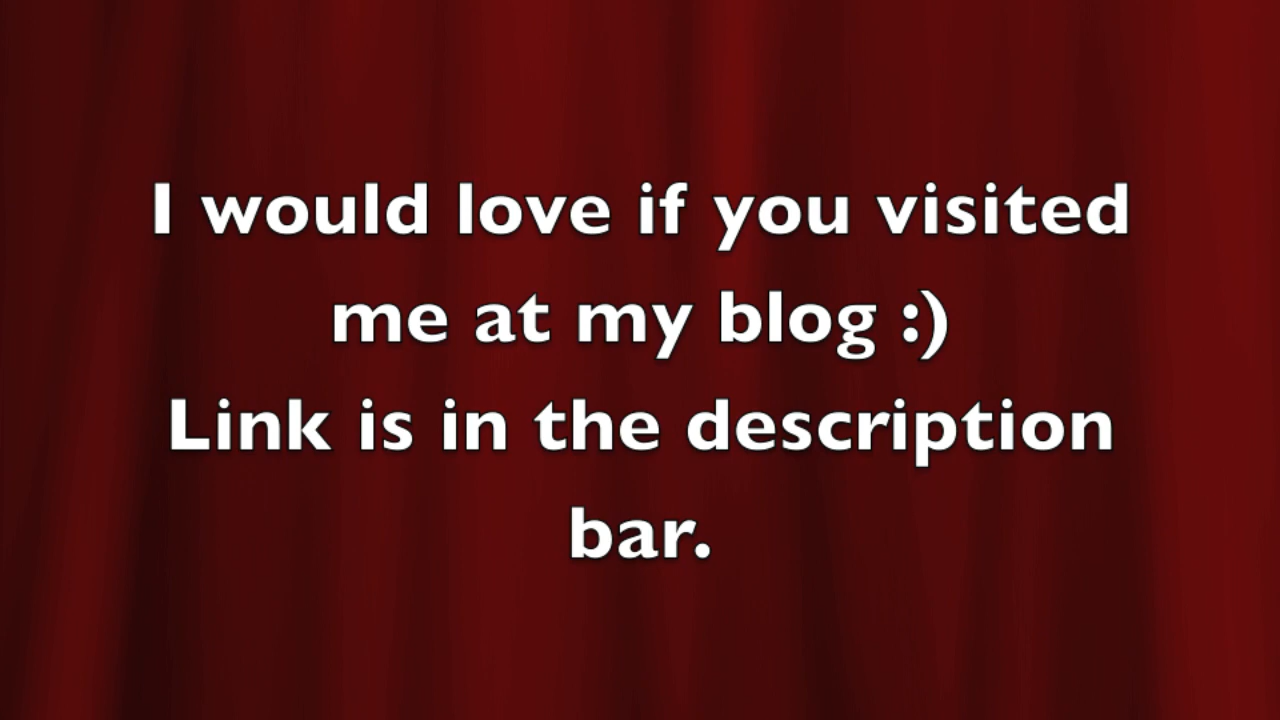 I would love if you visited
me at my blog :)
Link is in the description
bar.